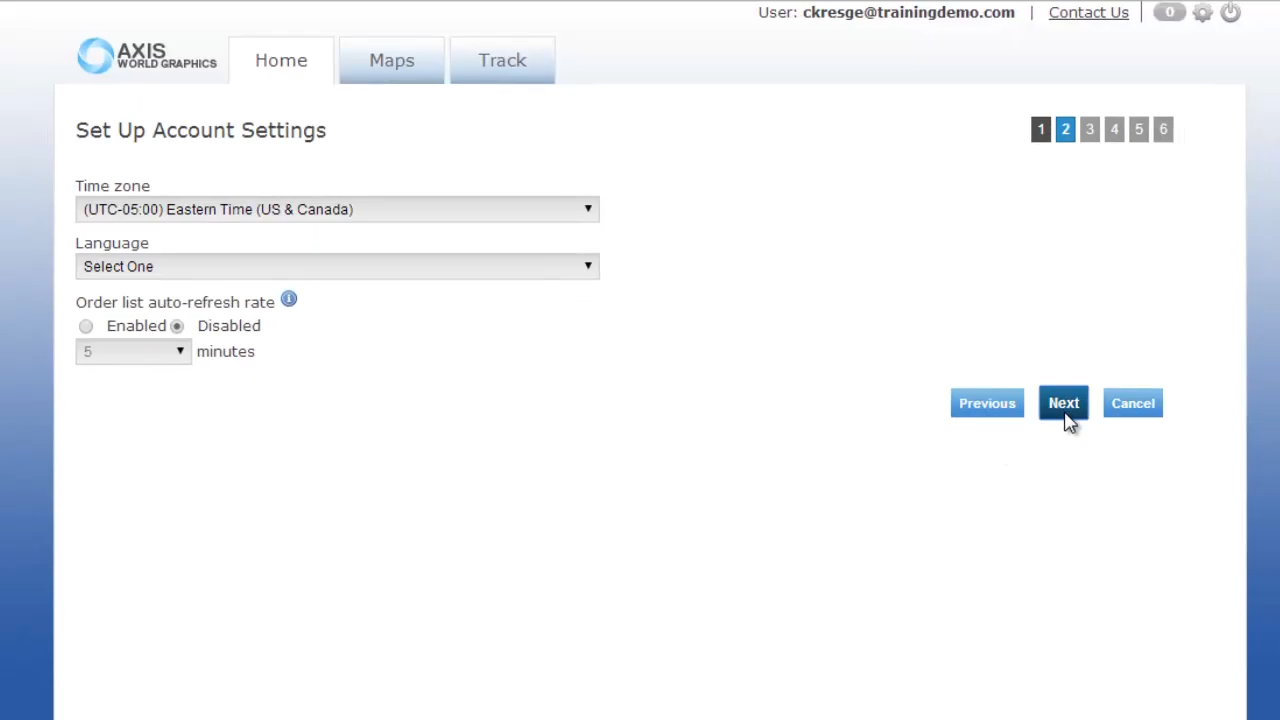 User: ckresge@trainingdemo.com | Contact Us | 0
AXIS
WORLD GRAPHICS
Home Maps Track
Set Up Account Settings
1 2 3 4 5 6
Time zone
(UTC-05:00) Eastern Time (US & Canada)
Language
Select One
Order list auto-refresh rate
Enabled Disabled
5 minutes
Previous Next Cancel